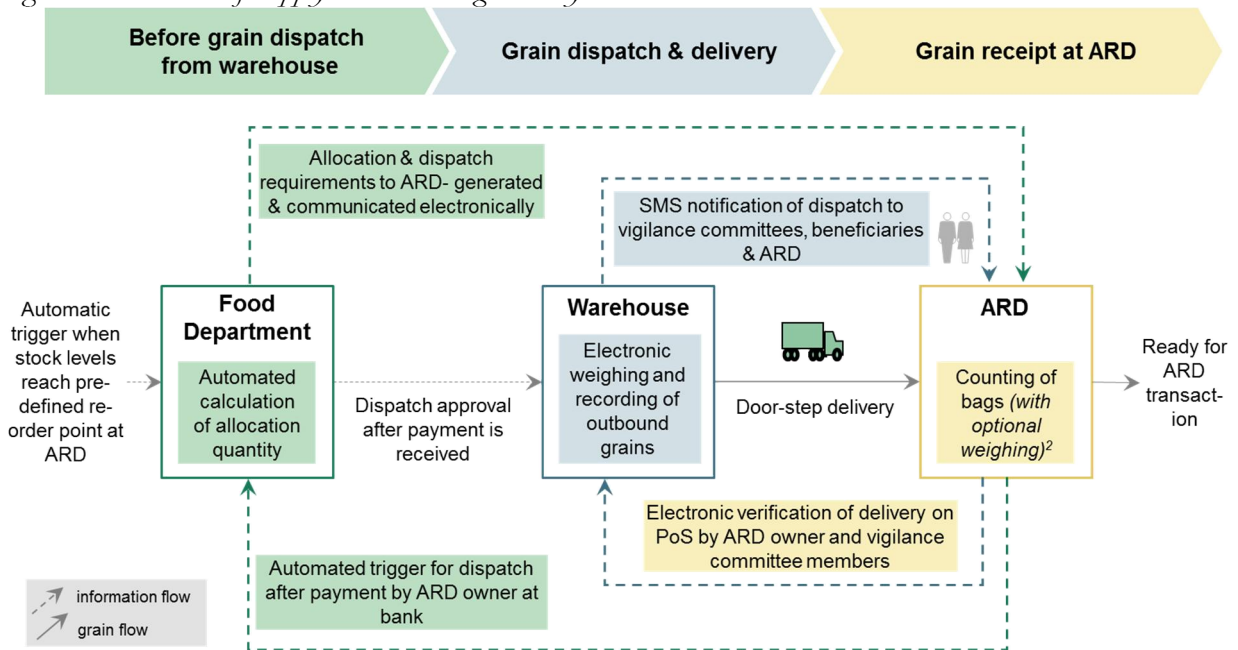 Before grain dispatch
from warehouse
Grain dispatch & delivery
Grain receipt at ARD
Allocation & dispatch
requirements to ARD- generated
& communicated electronically
SMS notification of dispatch to
vigilance committees, beneficiaries
& ARD
Automatic
trigger when
stock levels
reach pre-
defined re-
order point at
ARD
Food
Department
Automated
calculation
of allocation
quantity
Dispatch approval
after payment is
received
Warehouse
Electronic
weighing and
recording of
outbound
grains
Door-step delivery
ARD
Counting of
bags (with
optional
weighing)2
Ready for
ARD
transact-
ion
Electronic verification of delivery on
PoS by ARD owner and vigilance
committee members
Automated trigger for dispatch
after payment by ARD owner at
bank
information flow
grain flow